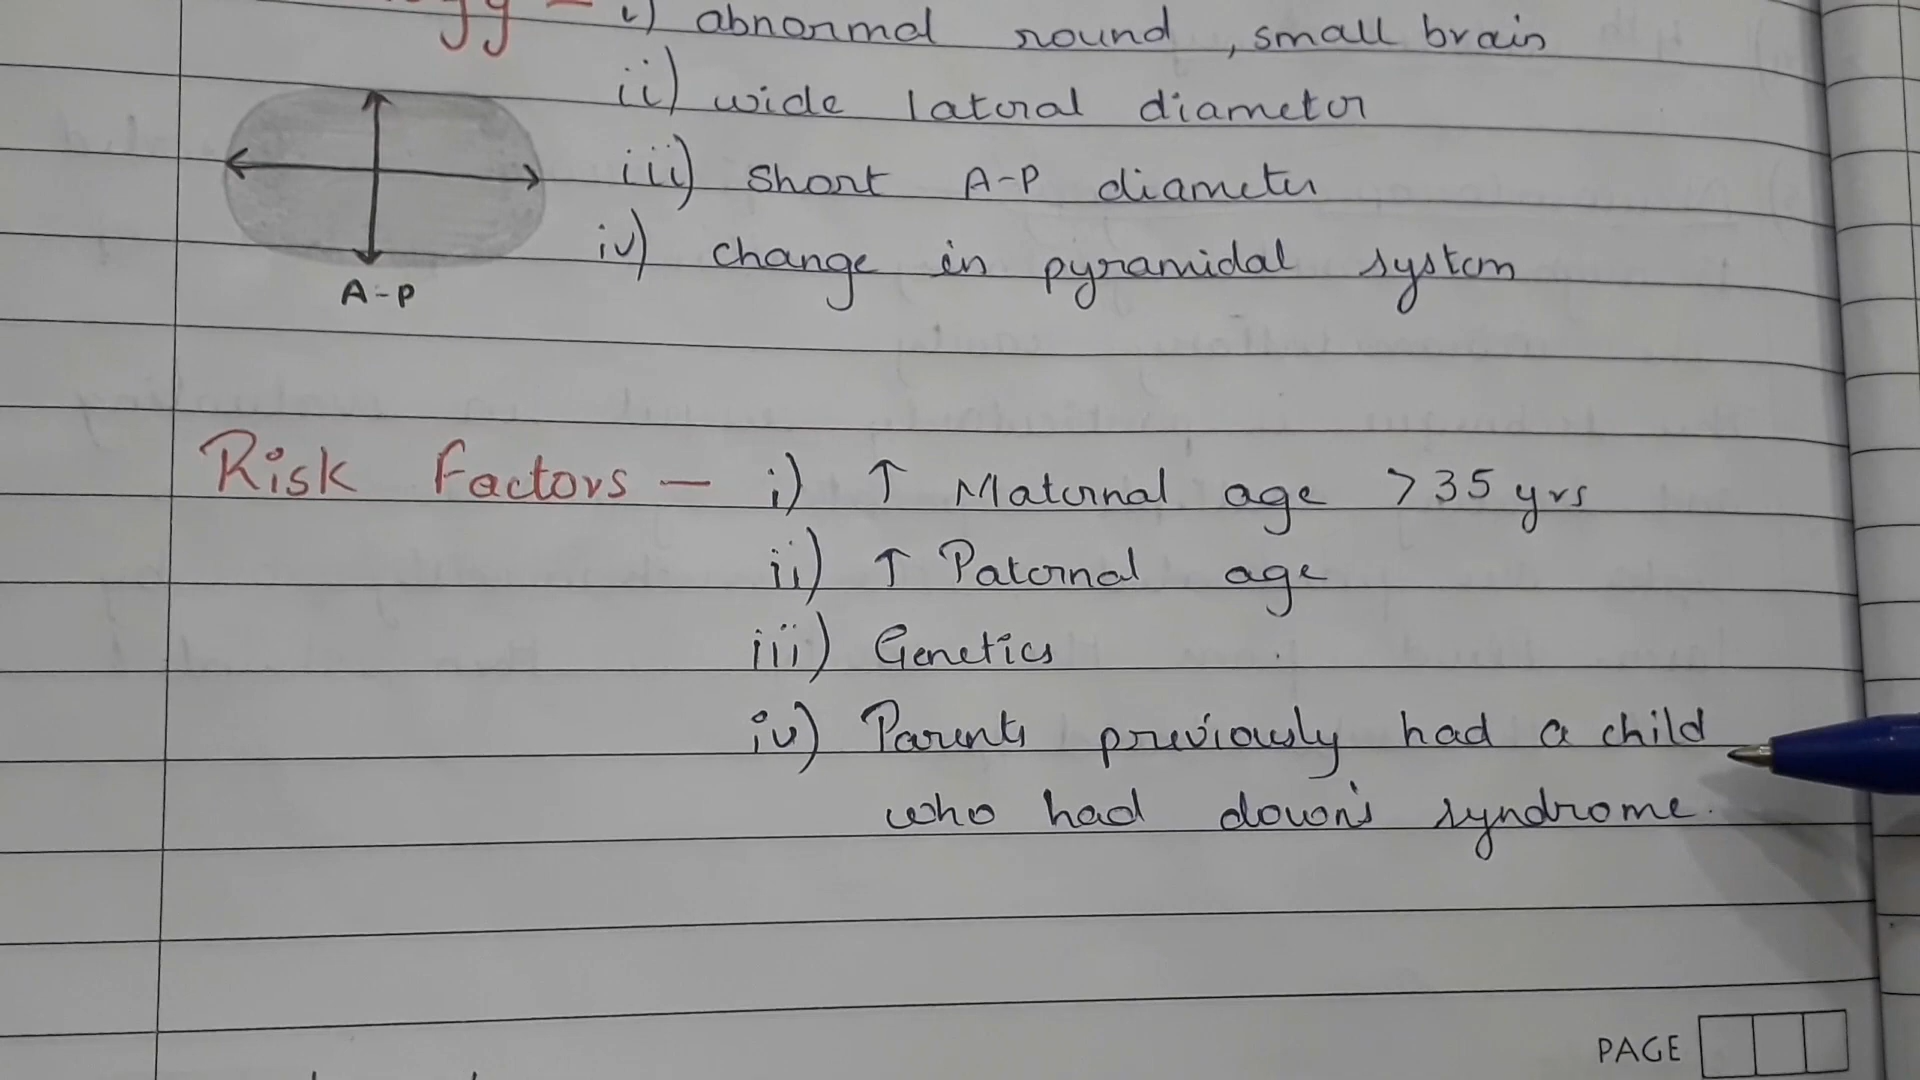 i) abnormal round, small brain
ii) wide lateral diameter
iii) short A-P diameter
iv) change in pyramidal system
A-P
Risk Factors - i) ↑ Maternal age >35 yrs
ii) ↑ Paternal age
iii) Genetics
iv) Parents previously had a child
who had down's syndrome.
PAGE